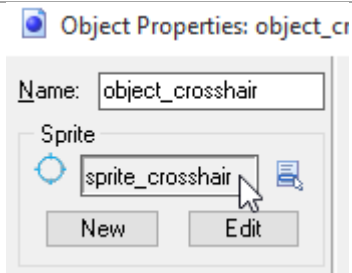 Object Properties: object_cr
Name: object_crosshair
Sprite
sprite_crosshair
New Edit